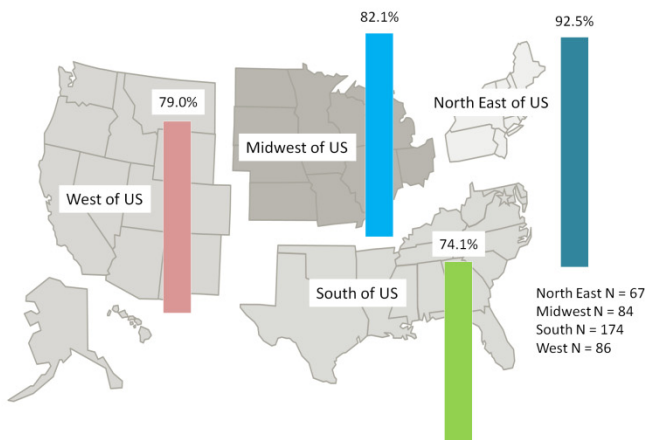 82.1%
92.5%
79.0%
North East of US
Midwest of US
West of US
74.1%
South of US
North East N = 67
Midwest N = 84
South N = 174
West N = 86